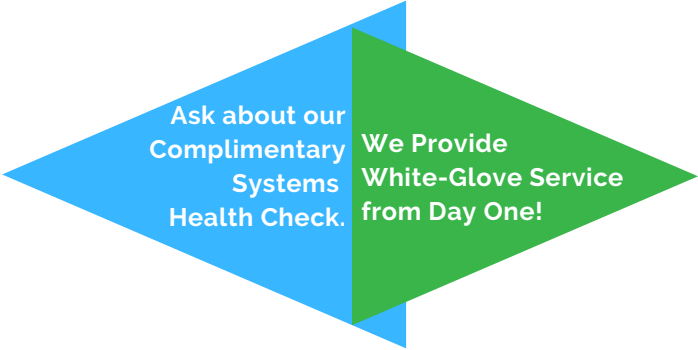 Ask about our
Complimentary
Systems
Health Check.
We Provide
White-Glove Service
from Day One!